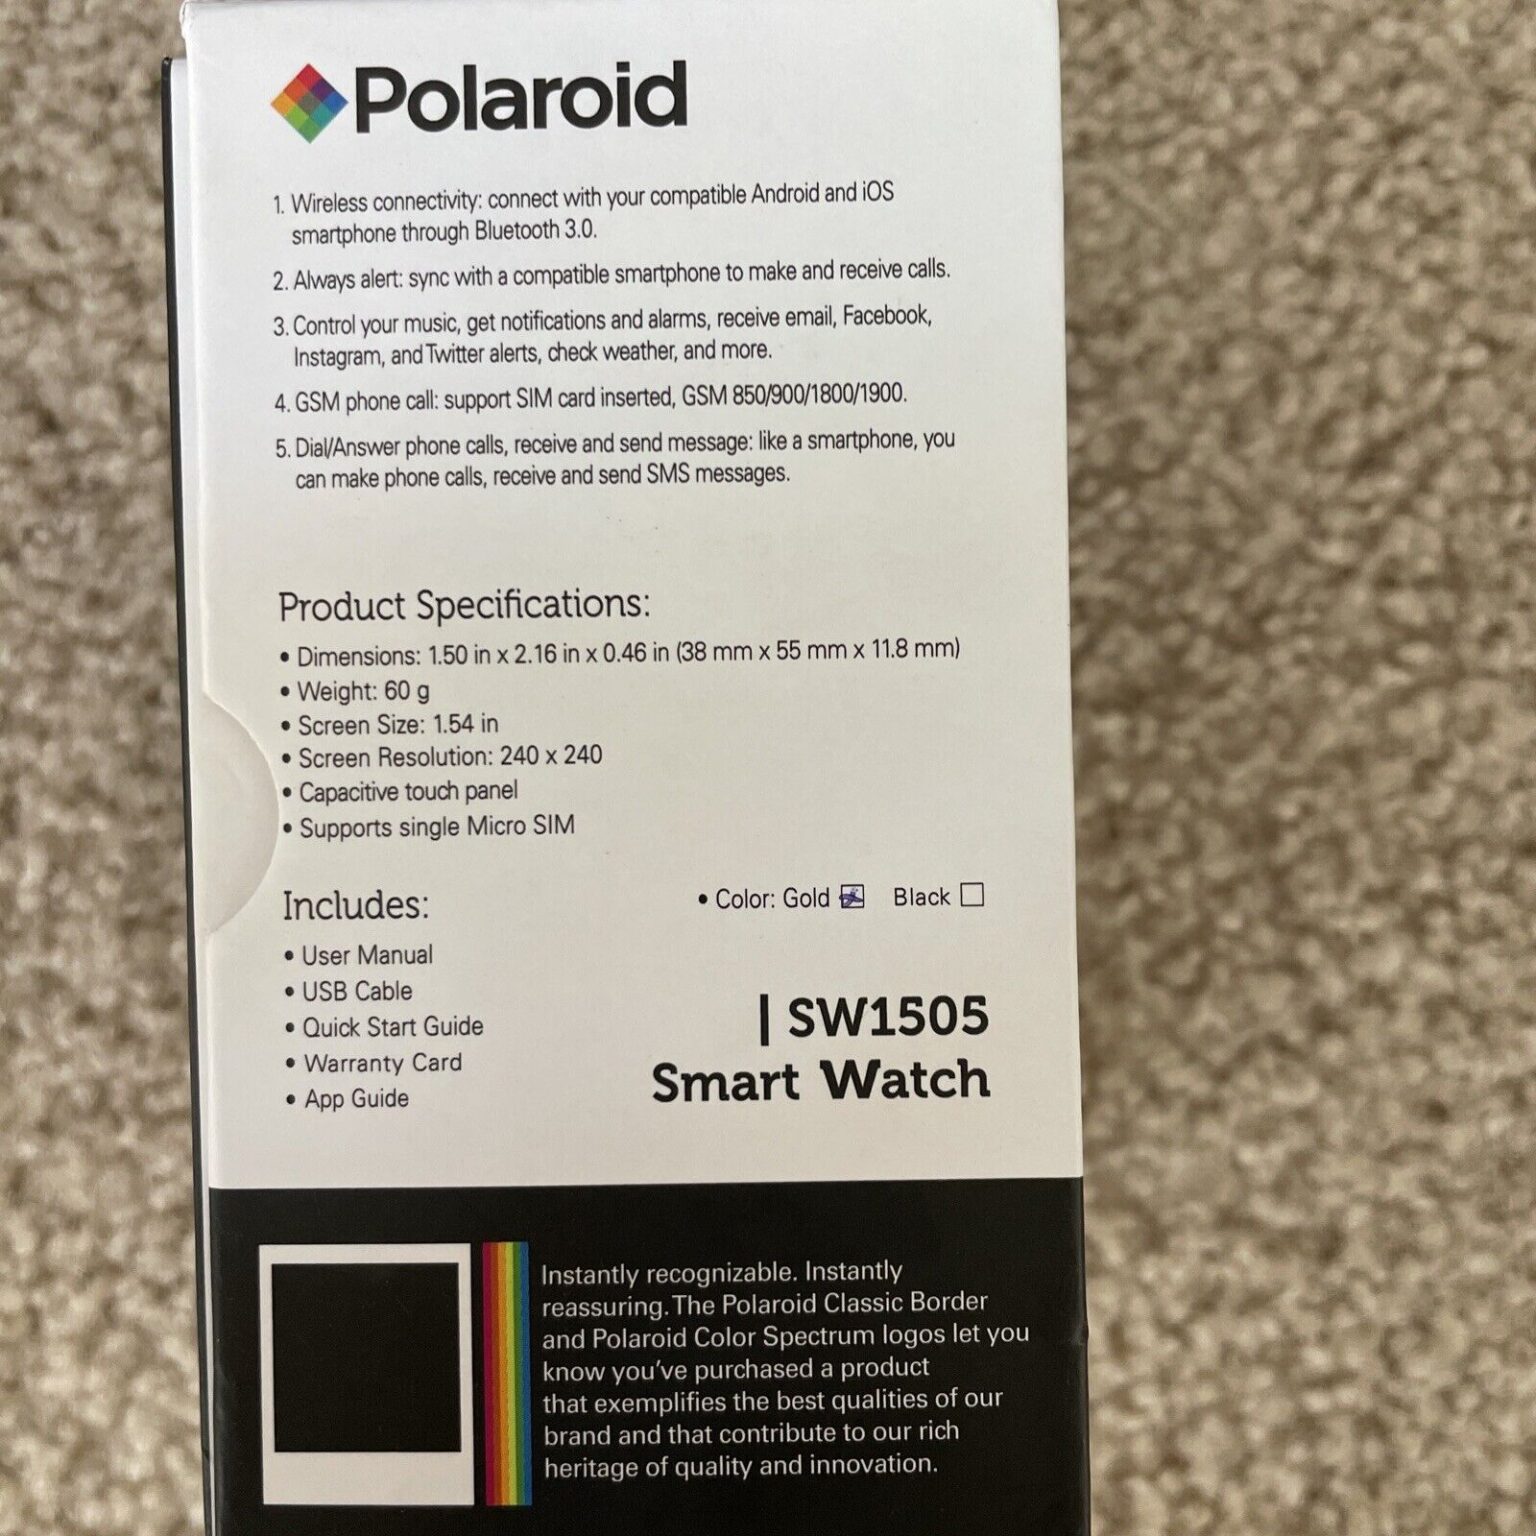 Polaroid
1. Wireless connectivity: connect with your compatible Android and iOS
smartphone through Bluetooth 3.0.
2. Always alert: sync with a compatible smartphone to make and receive calls.
3. Control your music, get notifications and alarms, receive email, Facebook,
Instagram, and Twitter alerts, check weather, and more.
4. GSM phone call: support SIM card inserted, GSM 850/900/1800/1900.
5. Dial/Answer phone calls, receive and send message: like a smartphone, you
can make phone calls, receive and send SMS messages.
Product Specifications:
• Dimensions: 1.50 in x 2.16 in x 0.46 in (38 mm x 55 mm x 11.8 mm)
• Weight: 60 g
• Screen Size: 1.54 in
• Screen Resolution: 240 x 240
• Capacitive touch panel
• Supports single Micro SIM
Includes:
• User Manual
• USB Cable
• Quick Start Guide
• Warranty Card
• App Guide
• Color: Gold Black
| SW1505
Smart Watch
Instantly recognizable. Instantly
reassuring. The Polaroid Classic Border
and Polaroid Color Spectrum logos let you
know you've purchased a product
that exemplifies the best qualities of our
brand and that contribute to our rich
heritage of quality and innovation.